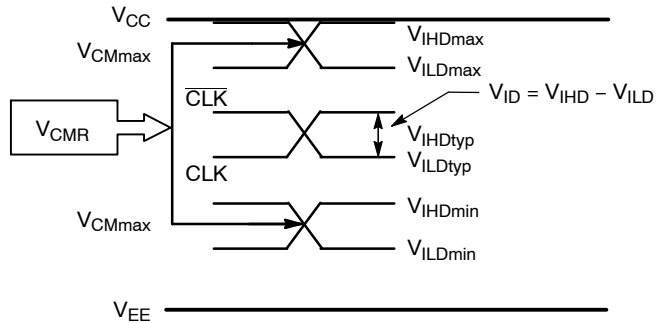 VCC
VCMmax
VIHDmax
VILDmax
CLK
VID = VIHD – VILD
VCMR
VIHDtyp
VILDtyp
CLK
VCMmax
VIHDmin
VILDmin
VEE